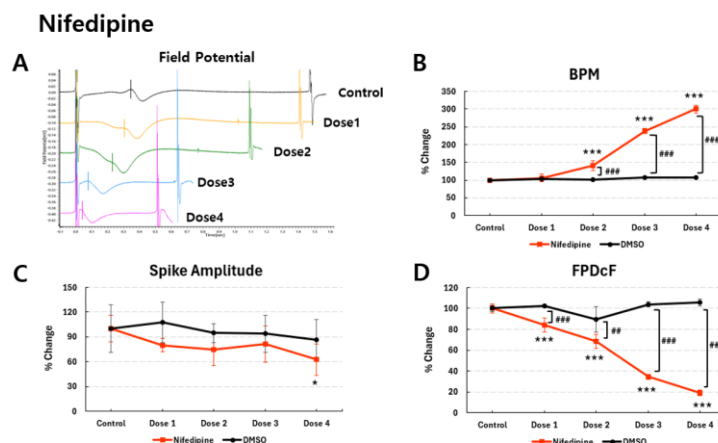 Nifedipine
A
Field Potential
Control
Dose1
Dose2
Dose3
Dose4
B
BPM
% Change
350
300
250
200
150
100
50
0
***
***
***
###
###
###
Control Dose 1 Dose 2 Dose 3 Dose 4
Nifedipine DMSO
C
Spike Amplitude
% Change
150
120
90
60
30
0
*
Control Dose 1 Dose 2 Dose 3 Dose 4
Nifedipine DMSO
D
FPDcF
% Change
120
100
80
60
40
20
0
###
##
###
##
***
***
***
***
Control Dose 1 Dose 2 Dose 3 Dose 4
Nifedipine DMSO